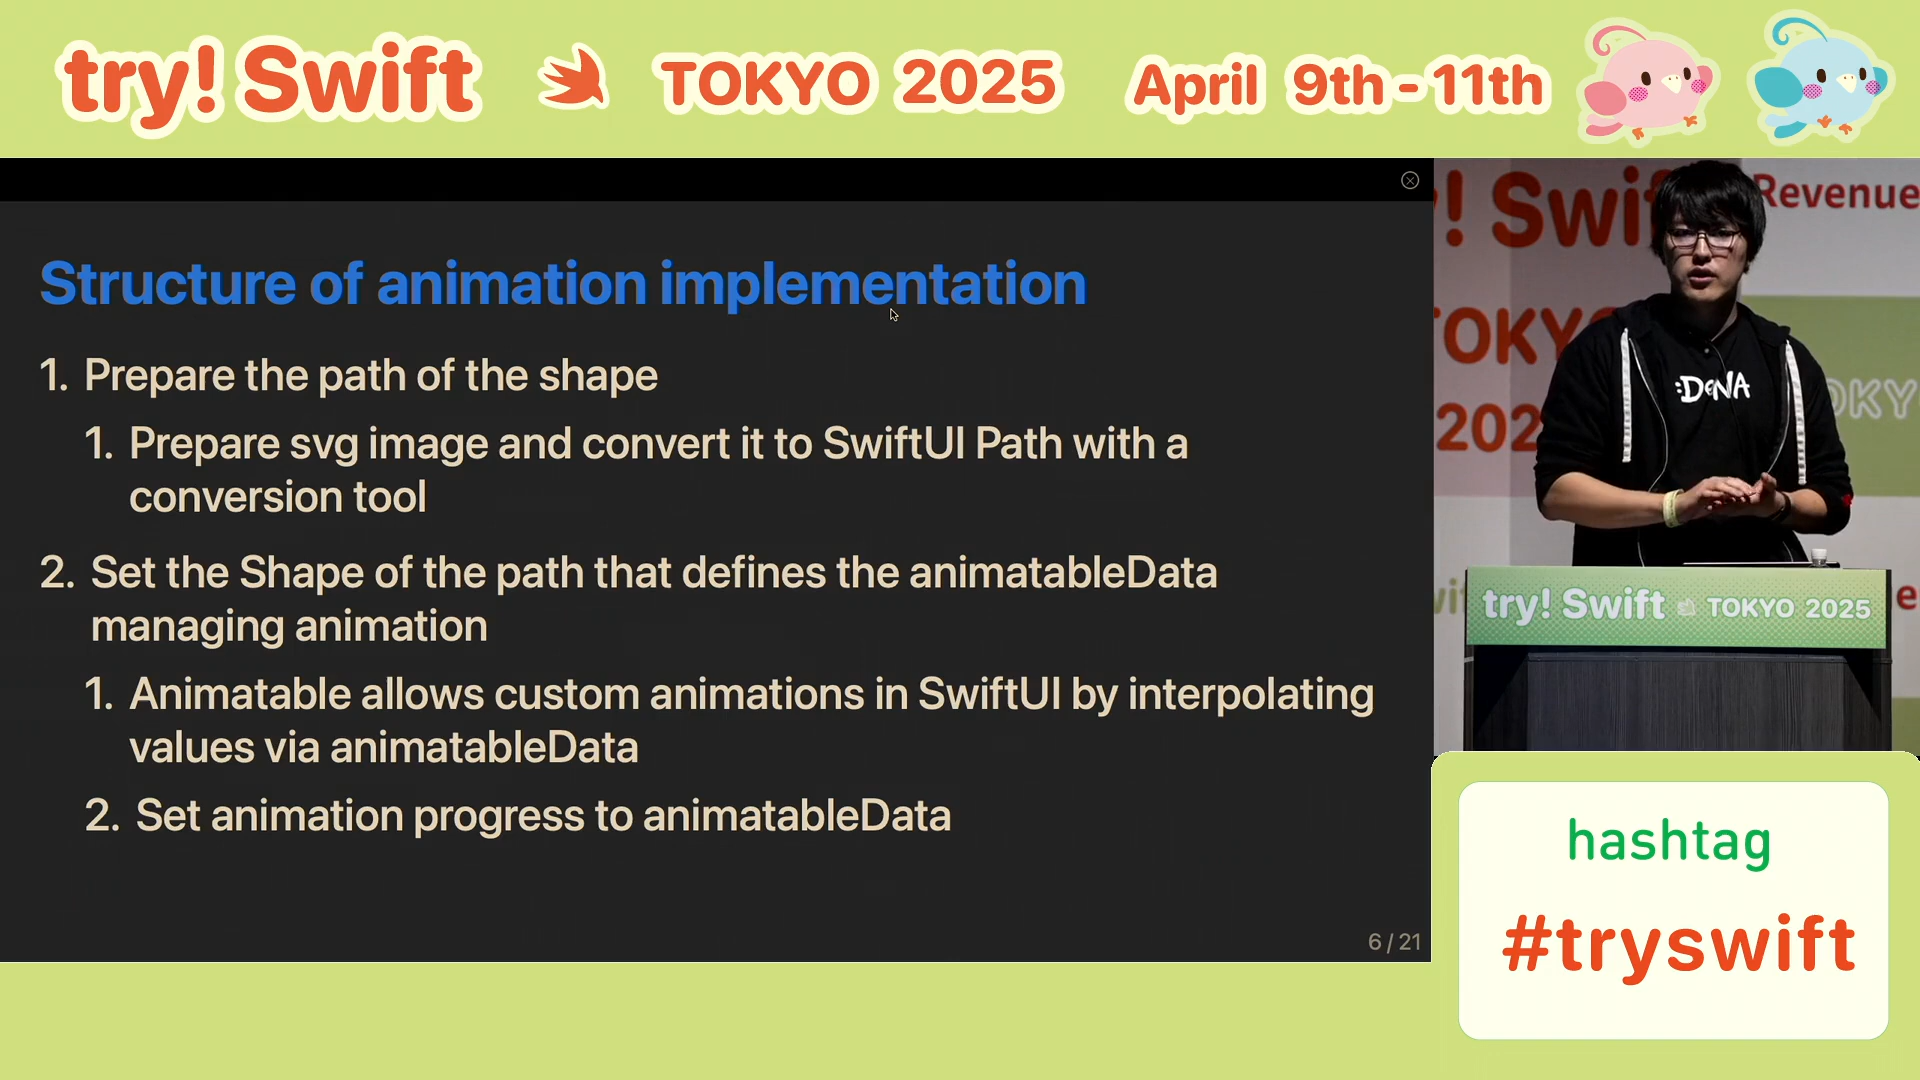 try! Swift TOKYO 2025 April 9th - 11th
Structure of animation implementation
1. Prepare the path of the shape
1. Prepare svg image and convert it to SwiftUI Path with a
conversion tool
2. Set the Shape of the path that defines the animatableData
managing animation
1. Animatable allows custom animations in SwiftUI by interpolating
values via animatableData
2. Set animation progress to animatableData
6 / 21
y! Swif Revenue
TOKYO
202
OKY
:DeNA
try! Swift TOKYO 2025
hashtag
#tryswift